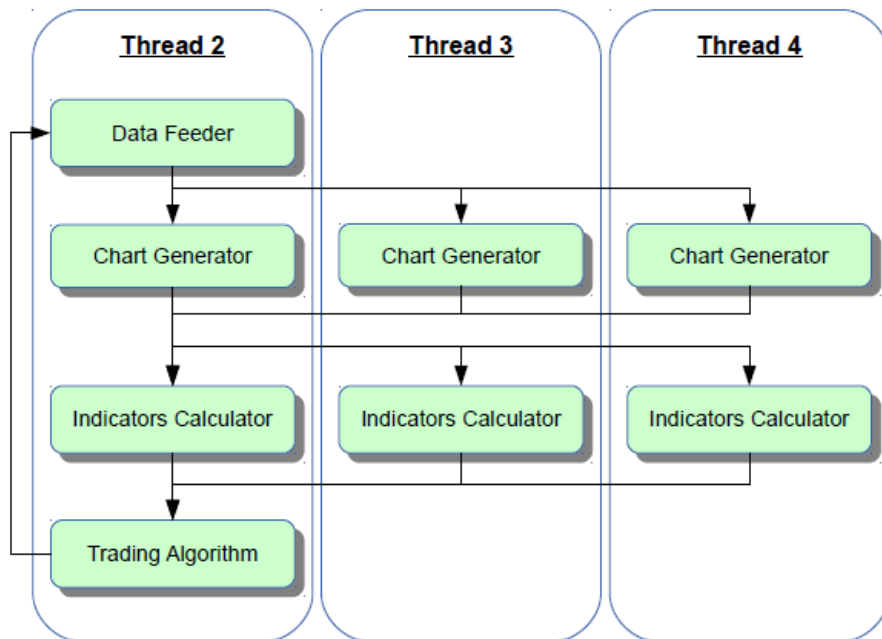 Thread 2
Thread 3
Thread 4
Data Feeder
Chart Generator
Chart Generator
Chart Generator
Indicators Calculator
Indicators Calculator
Indicators Calculator
Trading Algorithm